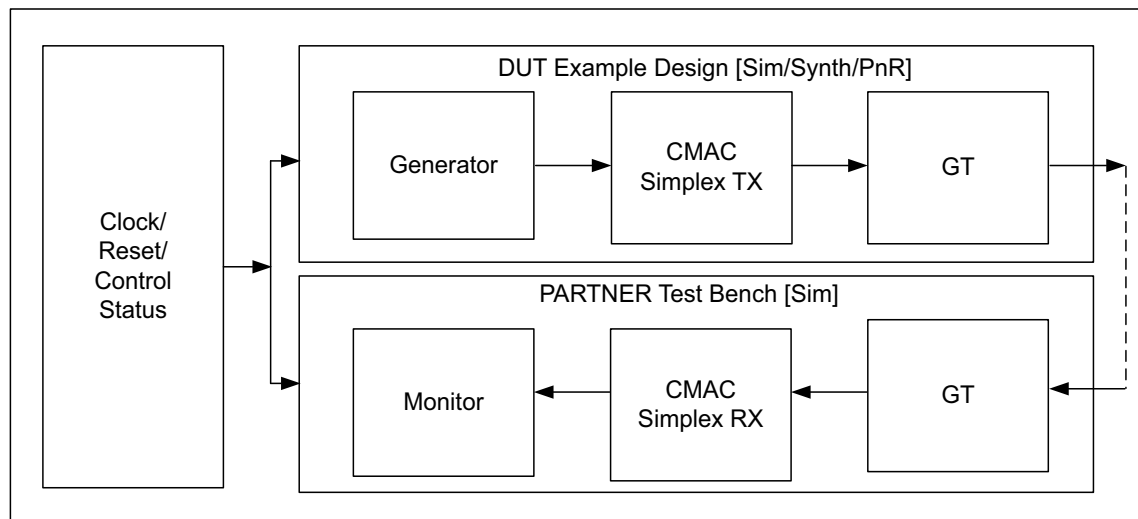 Clock/
Reset/
Control
Status
DUT Example Design [Sim/Synth/PnR]
Generator
CMAC
Simplex TX
GT
PARTNER Test Bench [Sim]
Monitor
CMAC
Simplex RX
GT